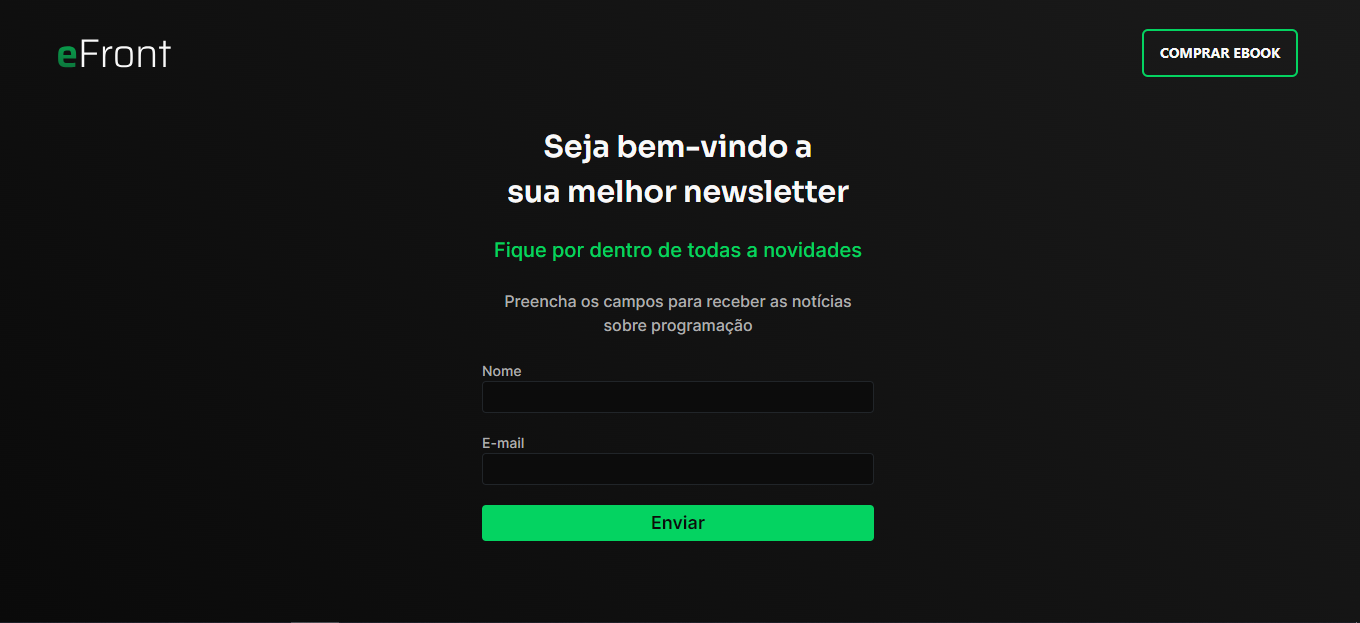 eFront
COMPRAR EBOOK
Seja bem-vindo a
sua melhor newsletter
Fique por dentro de todas a novidades
Preencha os campos para receber as notícias
sobre programação
Nome
E-mail
Enviar